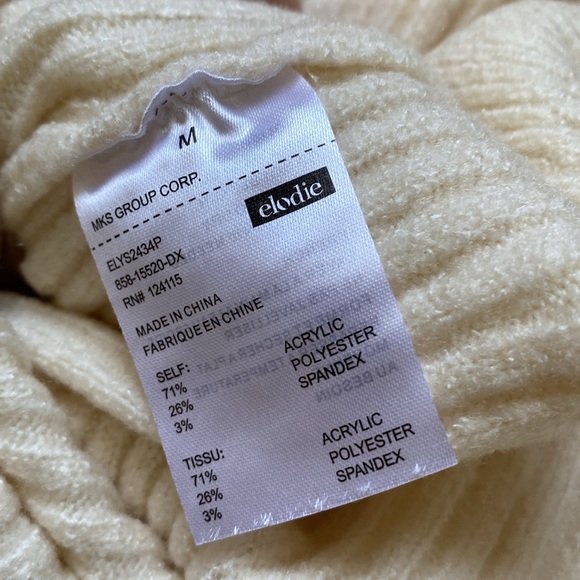 M
MKS GROUP CORP.
elodie
ELYS2434P
858-15520-DX
RN# 124115
MADE IN CHINA
FABRIQUE EN CHINE
SELF:
71% ACRYLIC
26% POLYESTER
3% SPANDEX
TISSU:
71% ACRYLIC
26% POLYESTER
3% SPANDEX